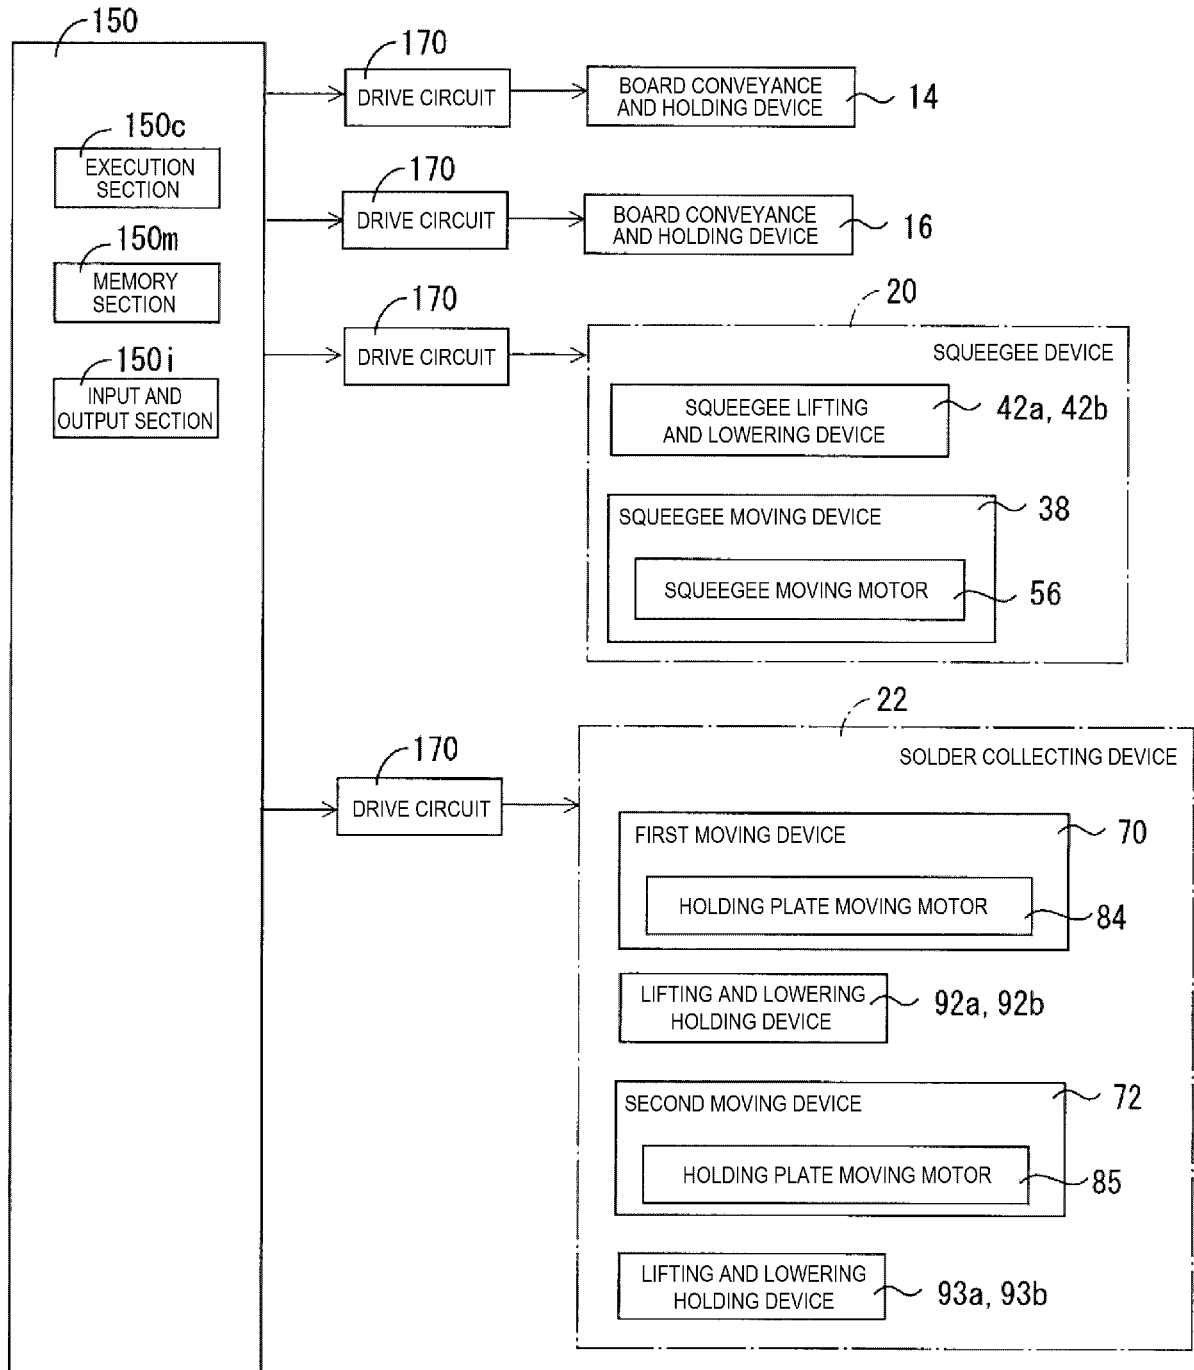 150
170
DRIVE CIRCUIT
BOARD CONVEYANCE
AND HOLDING DEVICE
14
150c
EXECUTION
SECTION
170
DRIVE CIRCUIT
BOARD CONVEYANCE
AND HOLDING DEVICE
16
150m
MEMORY
SECTION
170
DRIVE CIRCUIT
20
SQUEEGEE DEVICE
150i
INPUT AND
OUTPUT SECTION
SQUEEGEE LIFTING
AND LOWERING DEVICE
42a, 42b
SQUEEGEE MOVING DEVICE
38
SQUEEGEE MOVING MOTOR
56
170
DRIVE CIRCUIT
22
SOLDER COLLECTING DEVICE
FIRST MOVING DEVICE
70
HOLDING PLATE MOVING MOTOR
84
LIFTING AND LOWERING
HOLDING DEVICE
92a, 92b
SECOND MOVING DEVICE
72
HOLDING PLATE MOVING MOTOR
85
LIFTING AND LOWERING
HOLDING DEVICE
93a, 93b